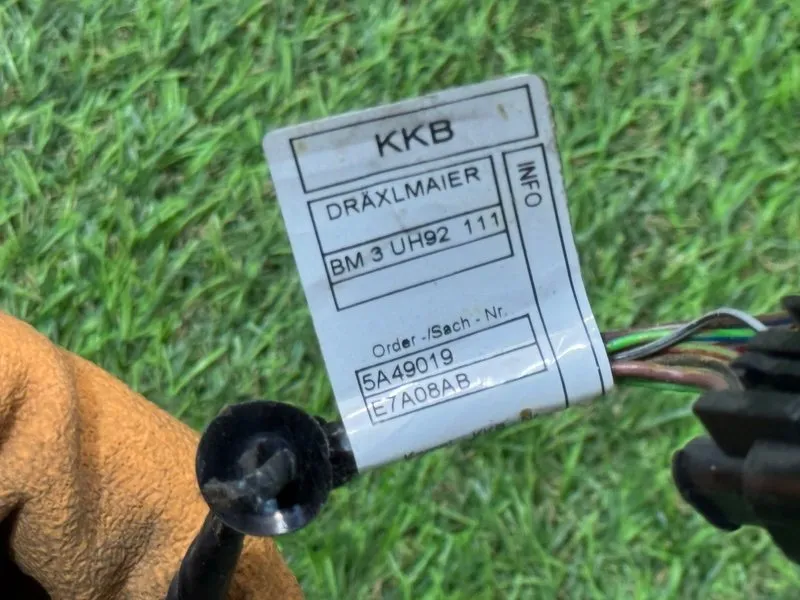 KKB
DRÄXLMAIER
BM 3 UH92 111
INFO
Order -/Sach - Nr.
5A49019
E7A08AB